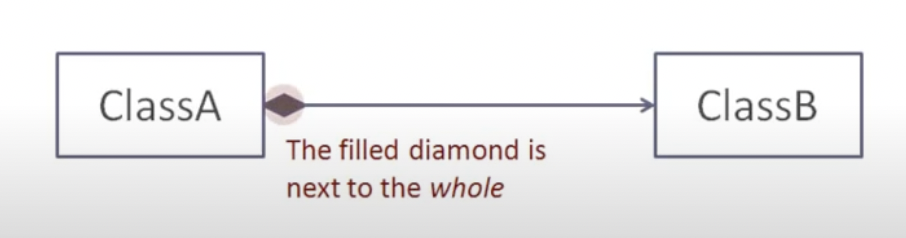 ClassA
ClassB
The filled diamond is
next to the whole